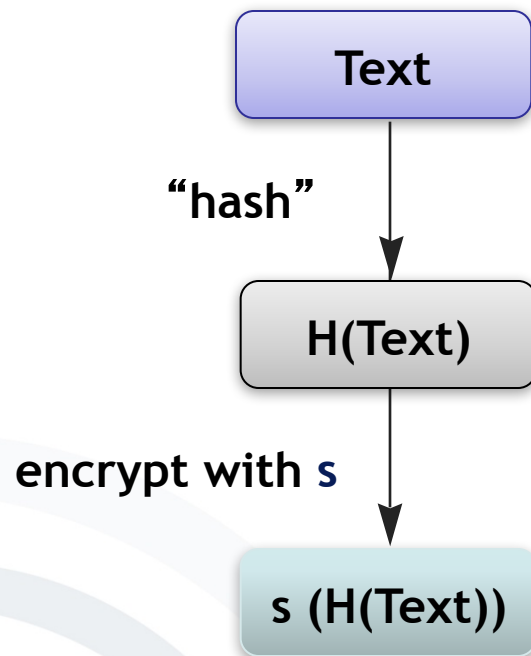 Text
“hash”
H(Text)
encrypt with s
s (H(Text))